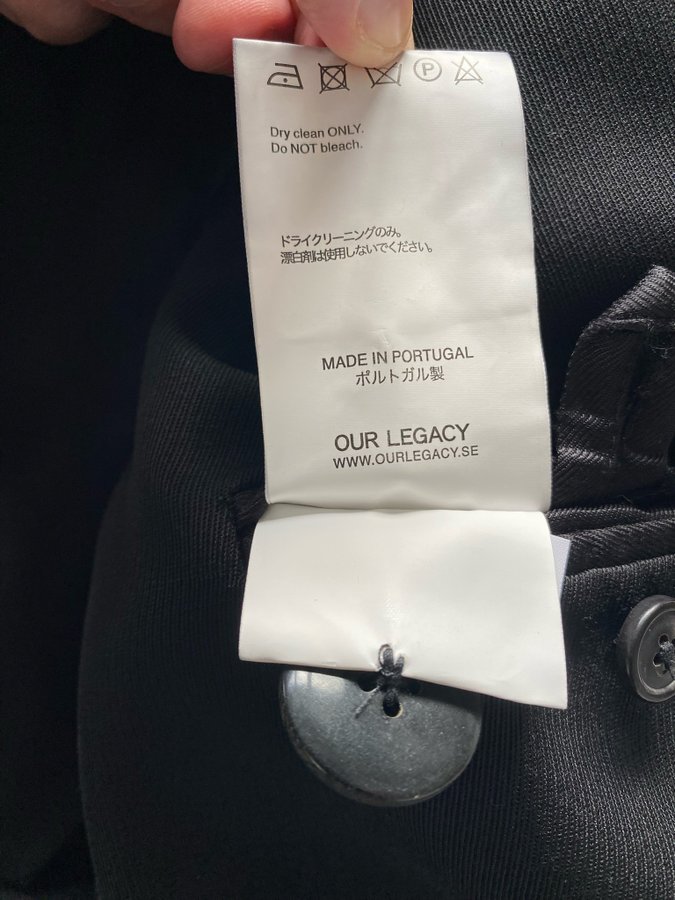 P
Dry clean ONLY.
Do NOT bleach.
ドライクリーニングのみ。
漂白剤は使用しないでください。
MADE IN PORTUGAL
ポルトガル製
OUR LEGACY
WWW.OURLEGACY.SE